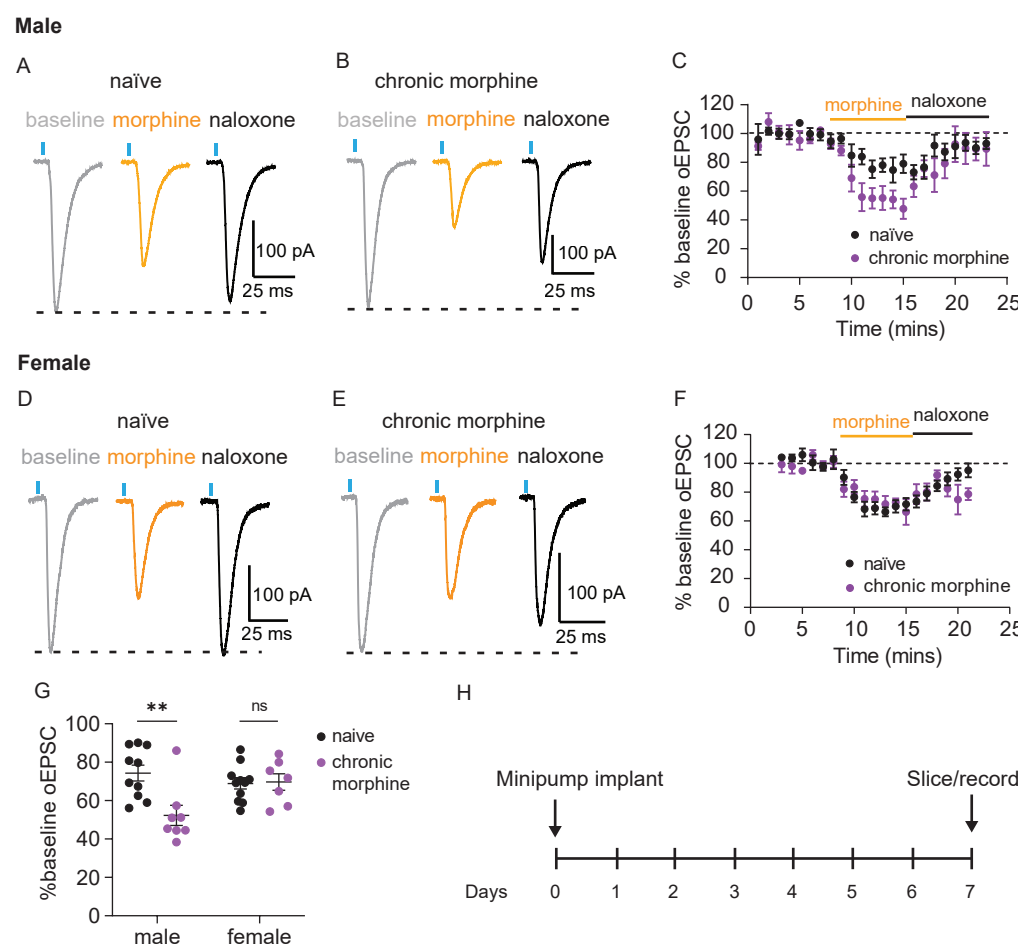 Male
A
naïve
baseline morphine naloxone
100 pA
25 ms
B
chronic morphine
baseline morphine naloxone
100 pA
25 ms
C
% baseline oEPSC
120
100
80
60
40
20
0
morphine
naloxone
naïve
chronic morphine
0 5 10 15 20 25
Time (mins)
Female
D
naïve
baseline morphine naloxone
100 pA
25 ms
E
chronic morphine
baseline morphine naloxone
100 pA
25 ms
F
% baseline oEPSC
120
100
80
60
40
20
0
morphine
naloxone
naïve
chronic morphine
0 5 10 15 20 25
Time (mins)
G
%baseline oEPSC
100
80
60
40
20
0
**
ns
naive
chronic
morphine
male female
H
Minipump implant
Slice/record
Days 0 1 2 3 4 5 6 7